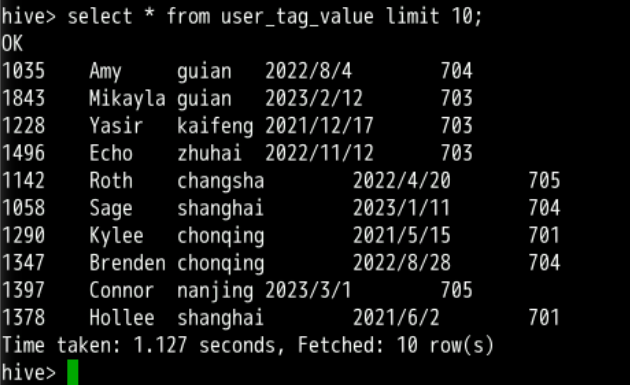 hive> select * from user_tag_value limit 10;
OK
1035 Amy guian 2022/8/4 704
1843 Mikayla guian 2023/2/12 703
1228 Yasir kaifeng 2021/12/17 703
1496 Echo zhuhai 2022/11/12 703
1142 Roth changsha 2022/4/20 705
1058 Sage shanghai 2023/1/11 704
1290 Kylee chonqing 2021/5/15 701
1347 Brenden chonqing 2022/8/28 704
1397 Connor nanjing 2023/3/1 705
1378 Hollee shanghai 2021/6/2 701
Time taken: 1.127 seconds, Fetched: 10 row(s)
hive>